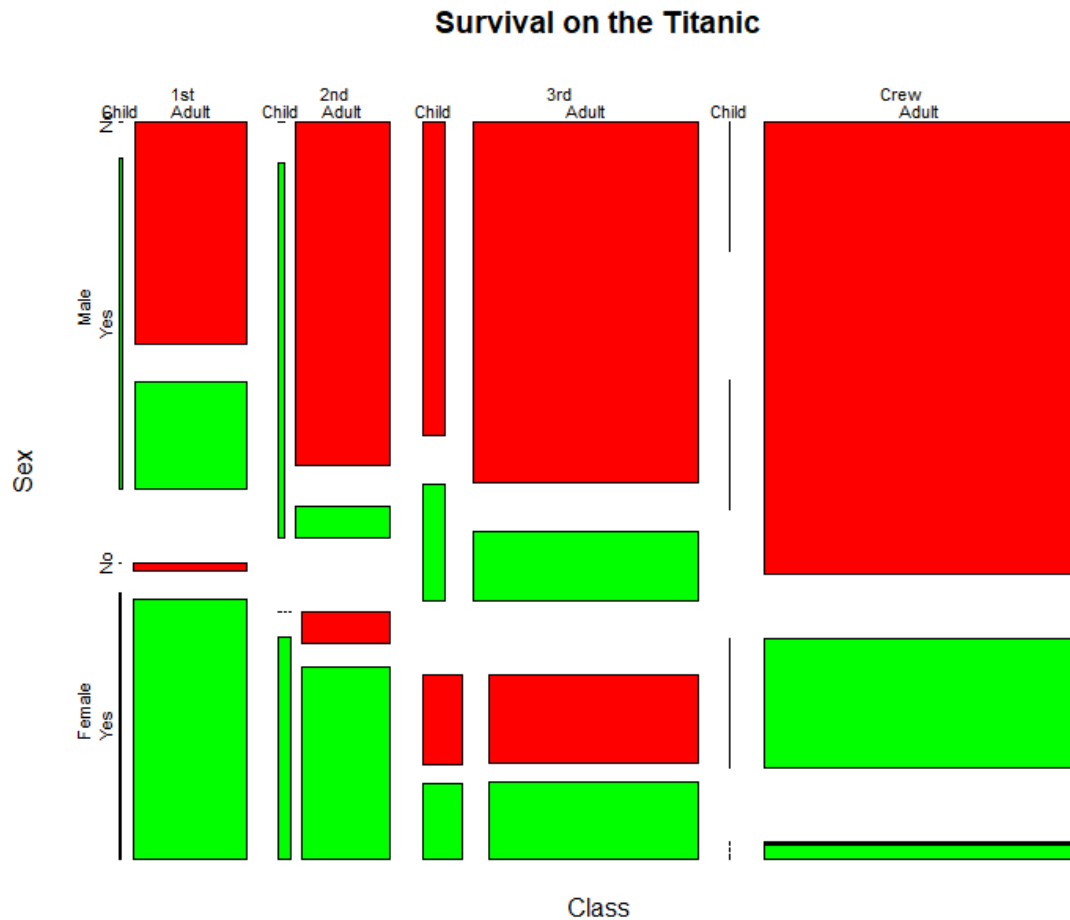 Survival on the Titanic
1st 2nd 3rd Crew
Child Adult Child Adult Child Adult Child Adult
No
Male
Yes
Sex
No
Female
Yes
Class